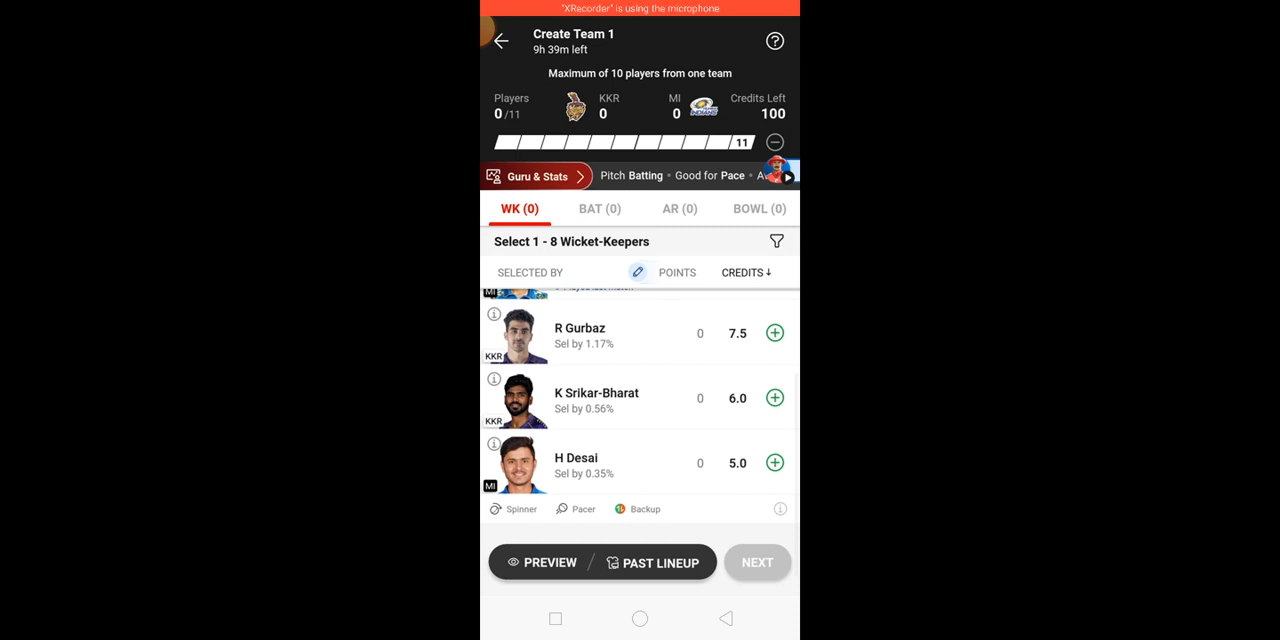 "XRecorder" is using the microphone
Create Team 1
9h 39m left
Maximum of 10 players from one team
Players KKR MI Credits Left
0/11 0 0 100
11
Guru & Stats Pitch Batting • Good for Pace •
WK (0) BAT (0) AR (0) BOWL (0)
Select 1 - 8 Wicket-Keepers
SELECTED BY POINTS CREDITS↓
MI
R Gurbaz 0 7.5
Sel by 1.17%
KKR
K Srikar-Bharat 0 6.0
Sel by 0.56%
KKR
H Desai 0 5.0
Sel by 0.35%
MI
Spinner Pacer Backup
PREVIEW / PAST LINEUP NEXT